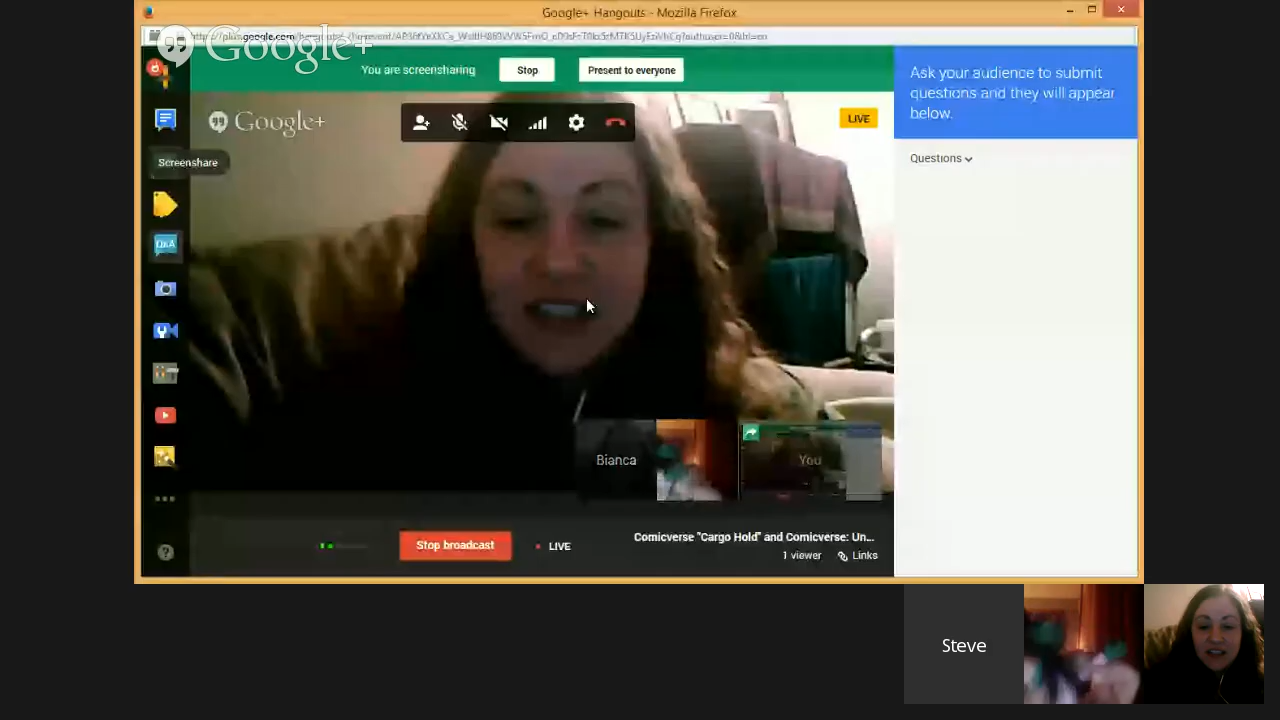 Google+ Hangouts - Mozilla Firefox
Google+
You are screensharing
Stop
Present to everyone
Ask your audience to submit
questions and they will appear
below.
Google+
LIVE
Questions
Screenshare
Q&A
Bianca
You
Stop broadcast
LIVE
Comicverse "Cargo Hold" and Comicverse: Un...
1 viewer
Links
Steve